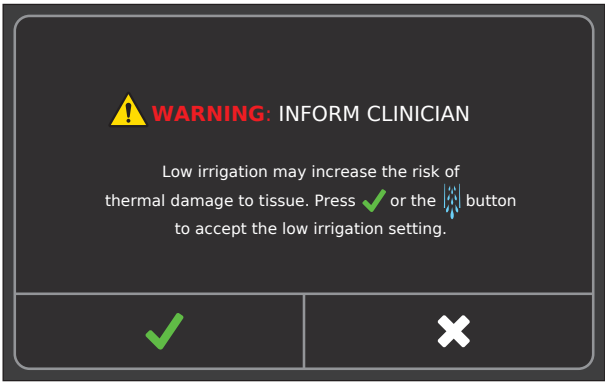 WARNING: INFORM CLINICIAN
Low irrigation may increase the risk of
thermal damage to tissue. Press or the button
to accept the low irrigation setting.